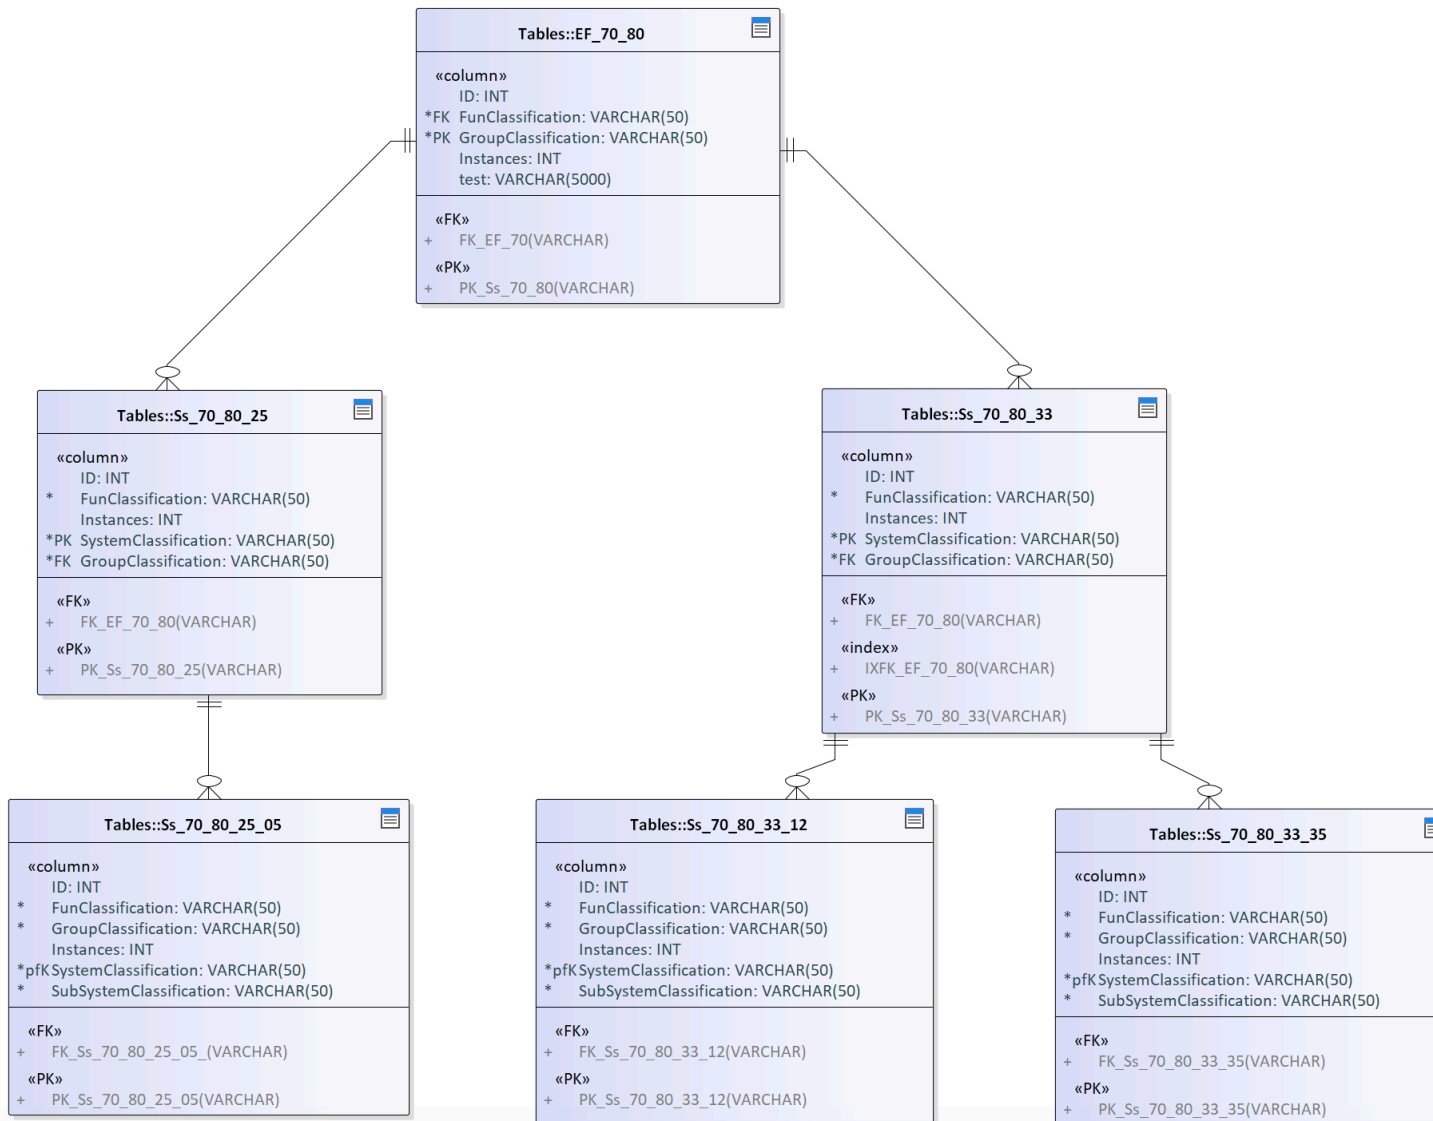 Tables::EF_70_80
«column»
ID: INT
*FK FunClassification: VARCHAR(50)
*PK GroupClassification: VARCHAR(50)
Instances: INT
test: VARCHAR(5000)
«FK»
+ FK_EF_70(VARCHAR)
«PK»
+ PK_Ss_70_80(VARCHAR)
Tables::Ss_70_80_25
«column»
ID: INT
* FunClassification: VARCHAR(50)
Instances: INT
*PK SystemClassification: VARCHAR(50)
*FK GroupClassification: VARCHAR(50)
«FK»
+ FK_EF_70_80(VARCHAR)
«PK»
+ PK_Ss_70_80_25(VARCHAR)
Tables::Ss_70_80_33
«column»
ID: INT
* FunClassification: VARCHAR(50)
Instances: INT
*PK SystemClassification: VARCHAR(50)
*FK GroupClassification: VARCHAR(50)
«FK»
+ FK_EF_70_80(VARCHAR)
«index»
+ IXFK_EF_70_80(VARCHAR)
«PK»
+ PK_Ss_70_80_33(VARCHAR)
Tables::Ss_70_80_25_05
«column»
ID: INT
* FunClassification: VARCHAR(50)
* GroupClassification: VARCHAR(50)
Instances: INT
*pfK SystemClassification: VARCHAR(50)
* SubSystemClassification: VARCHAR(50)
«FK»
+ FK_Ss_70_80_25_05_(VARCHAR)
«PK»
+ PK_Ss_70_80_25_05(VARCHAR)
Tables::Ss_70_80_33_12
«column»
ID: INT
* FunClassification: VARCHAR(50)
* GroupClassification: VARCHAR(50)
Instances: INT
*pfK SystemClassification: VARCHAR(50)
* SubSystemClassification: VARCHAR(50)
«FK»
+ FK_Ss_70_80_33_12(VARCHAR)
«PK»
+ PK_Ss_70_80_33_12(VARCHAR)
Tables::Ss_70_80_33_35
«column»
ID: INT
* FunClassification: VARCHAR(50)
* GroupClassification: VARCHAR(50)
Instances: INT
*pfK SystemClassification: VARCHAR(50)
* SubSystemClassification: VARCHAR(50)
«FK»
+ FK_Ss_70_80_33_35(VARCHAR)
«PK»
+ PK_Ss_70_80_33_35(VARCHAR)